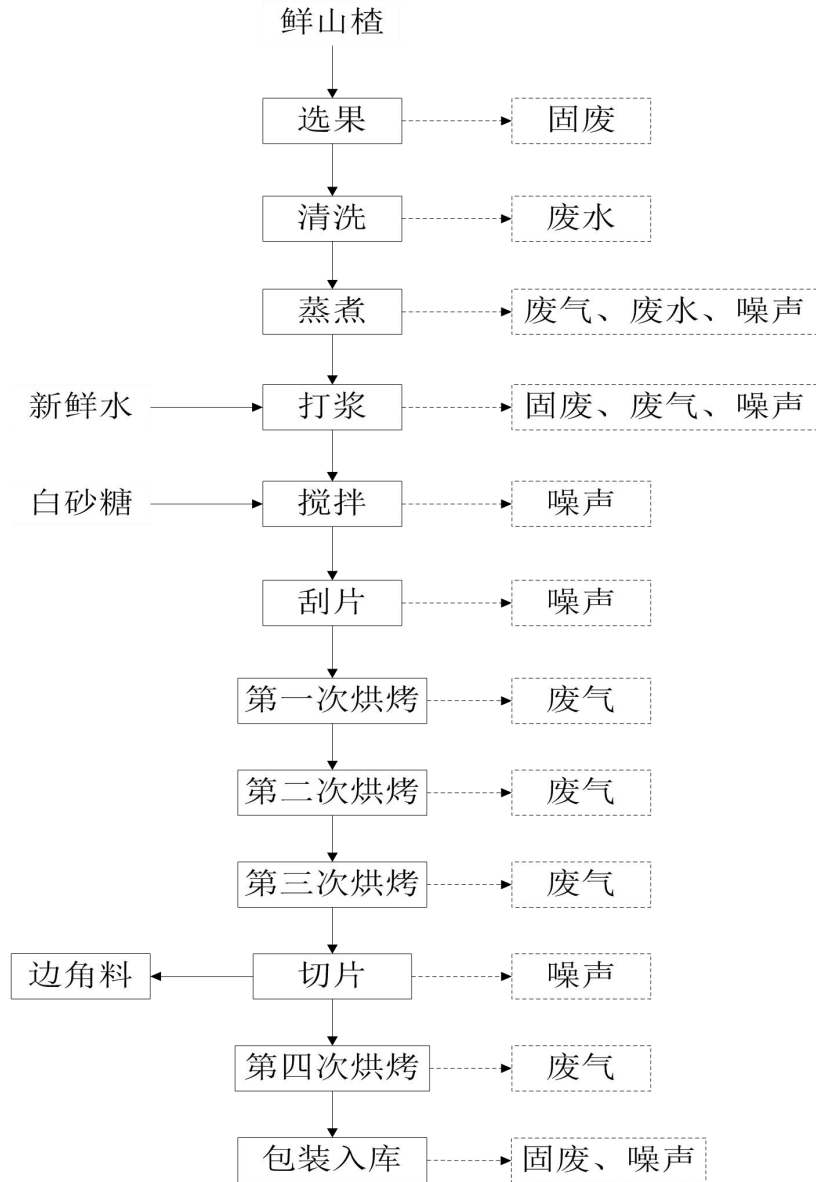 鲜山楂
选果 固废
清洗 废水
蒸煮 废气、废水、噪声
新鲜水 打浆 固废、废气、噪声
白砂糖 搅拌 噪声
刮片 噪声
第一次烘烤 废气
第二次烘烤 废气
第三次烘烤 废气
边角料 切片 噪声
第四次烘烤 废气
包装入库 固废、噪声